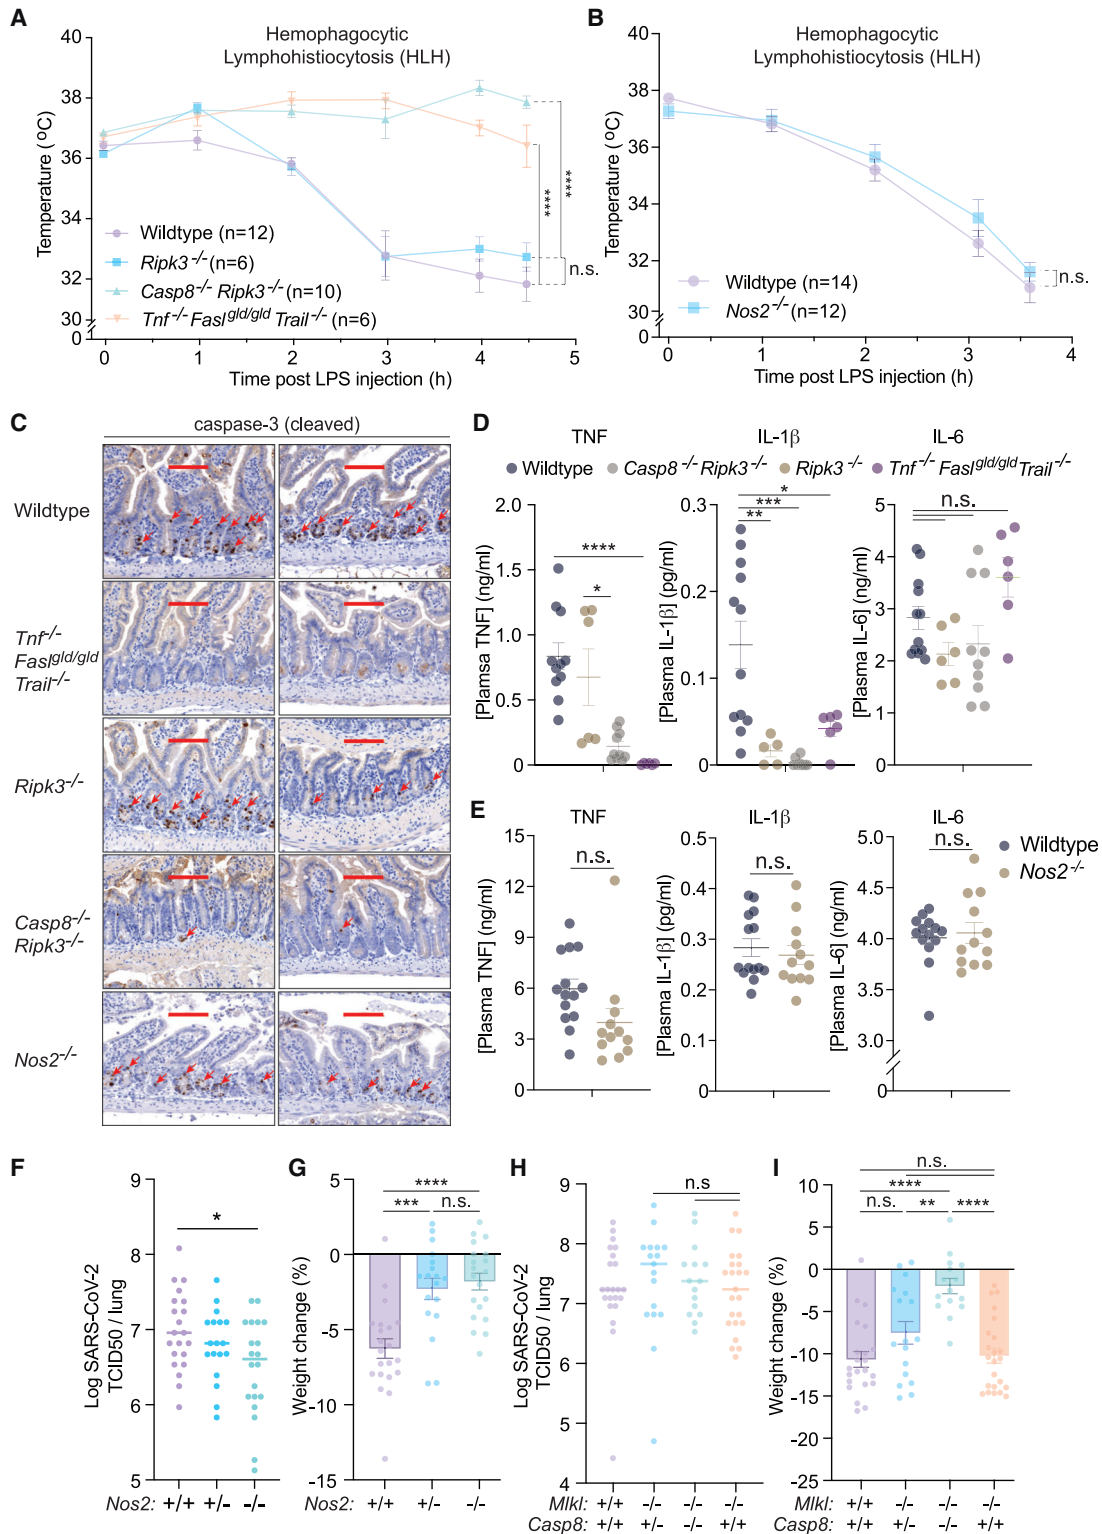 A
Hemophagocytic
Lymphohistiocytosis (HLH)
40
38
36
34
32
30
0
Temperature (ºC)
****
****
n.s.
Wildtype (n=12)
Ripk3-/- (n=6)
Casp8-/- Ripk3-/- (n=10)
Tnf-/- Faslgld/gld Trail-/- (n=6)
0 1 2 3 4 5
Time post LPS injection (h)
B
Hemophagocytic
Lymphohistiocytosis (HLH)
40
38
36
34
32
30
0
Temperature (ºC)
n.s.
Wildtype (n=14)
Nos2-/- (n=12)
0 1 2 3 4
Time post LPS injection (h)
C
caspase-3 (cleaved)
Wildtype
Tnf-/-
Faslgld/gld
Trail-/-
Ripk3-/-
Casp8-/-
Ripk3-/-
Nos2-/-
D
TNF IL-1β IL-6
Wildtype Casp8-/-Ripk3-/- Ripk3-/- Tnf-/- Faslgld/gldTrail-/-
2.0
1.5
1.0
0.5
0
[Plamsa TNF] (ng/ml)
****
*
0.3
0.2
0.1
0
[Plasma IL-1β] (pg/ml)
*
***
**
5
4
3
2
1
0
[Plasma IL-6] (ng/ml)
n.s.
E
TNF IL-1β IL-6
Wildtype
Nos2-/-
15
12
9
6
3
0
[Plasma TNF] (ng/ml)
n.s.
0.5
0.4
0.3
0.2
0.1
0
[Plasma IL-1β] (pg/ml)
n.s.
5.0
4.5
4.0
3.5
3.0
0
[Plasma IL-6] (ng/ml)
n.s.
F
9
8
7
6
5
Log SARS-CoV-2
TCID50 / lung
*
Nos2: +/+ +/- -/-
G
5
0
-5
-10
-15
Weight change (%)
****
*** n.s.
Nos2: +/+ +/- -/-
H
9
8
7
6
5
4
Log SARS-CoV-2
TCID50 / lung
n.s
Mlkl: +/+ -/- -/- -/-
Casp8: +/+ +/- -/- +/+
I
10
5
0
-5
-10
-15
-20
-25
Weight change (%)
n.s.
****
n.s. ** ****
Mlkl: +/+ -/- -/- -/-
Casp8: +/+ +/- -/- +/+